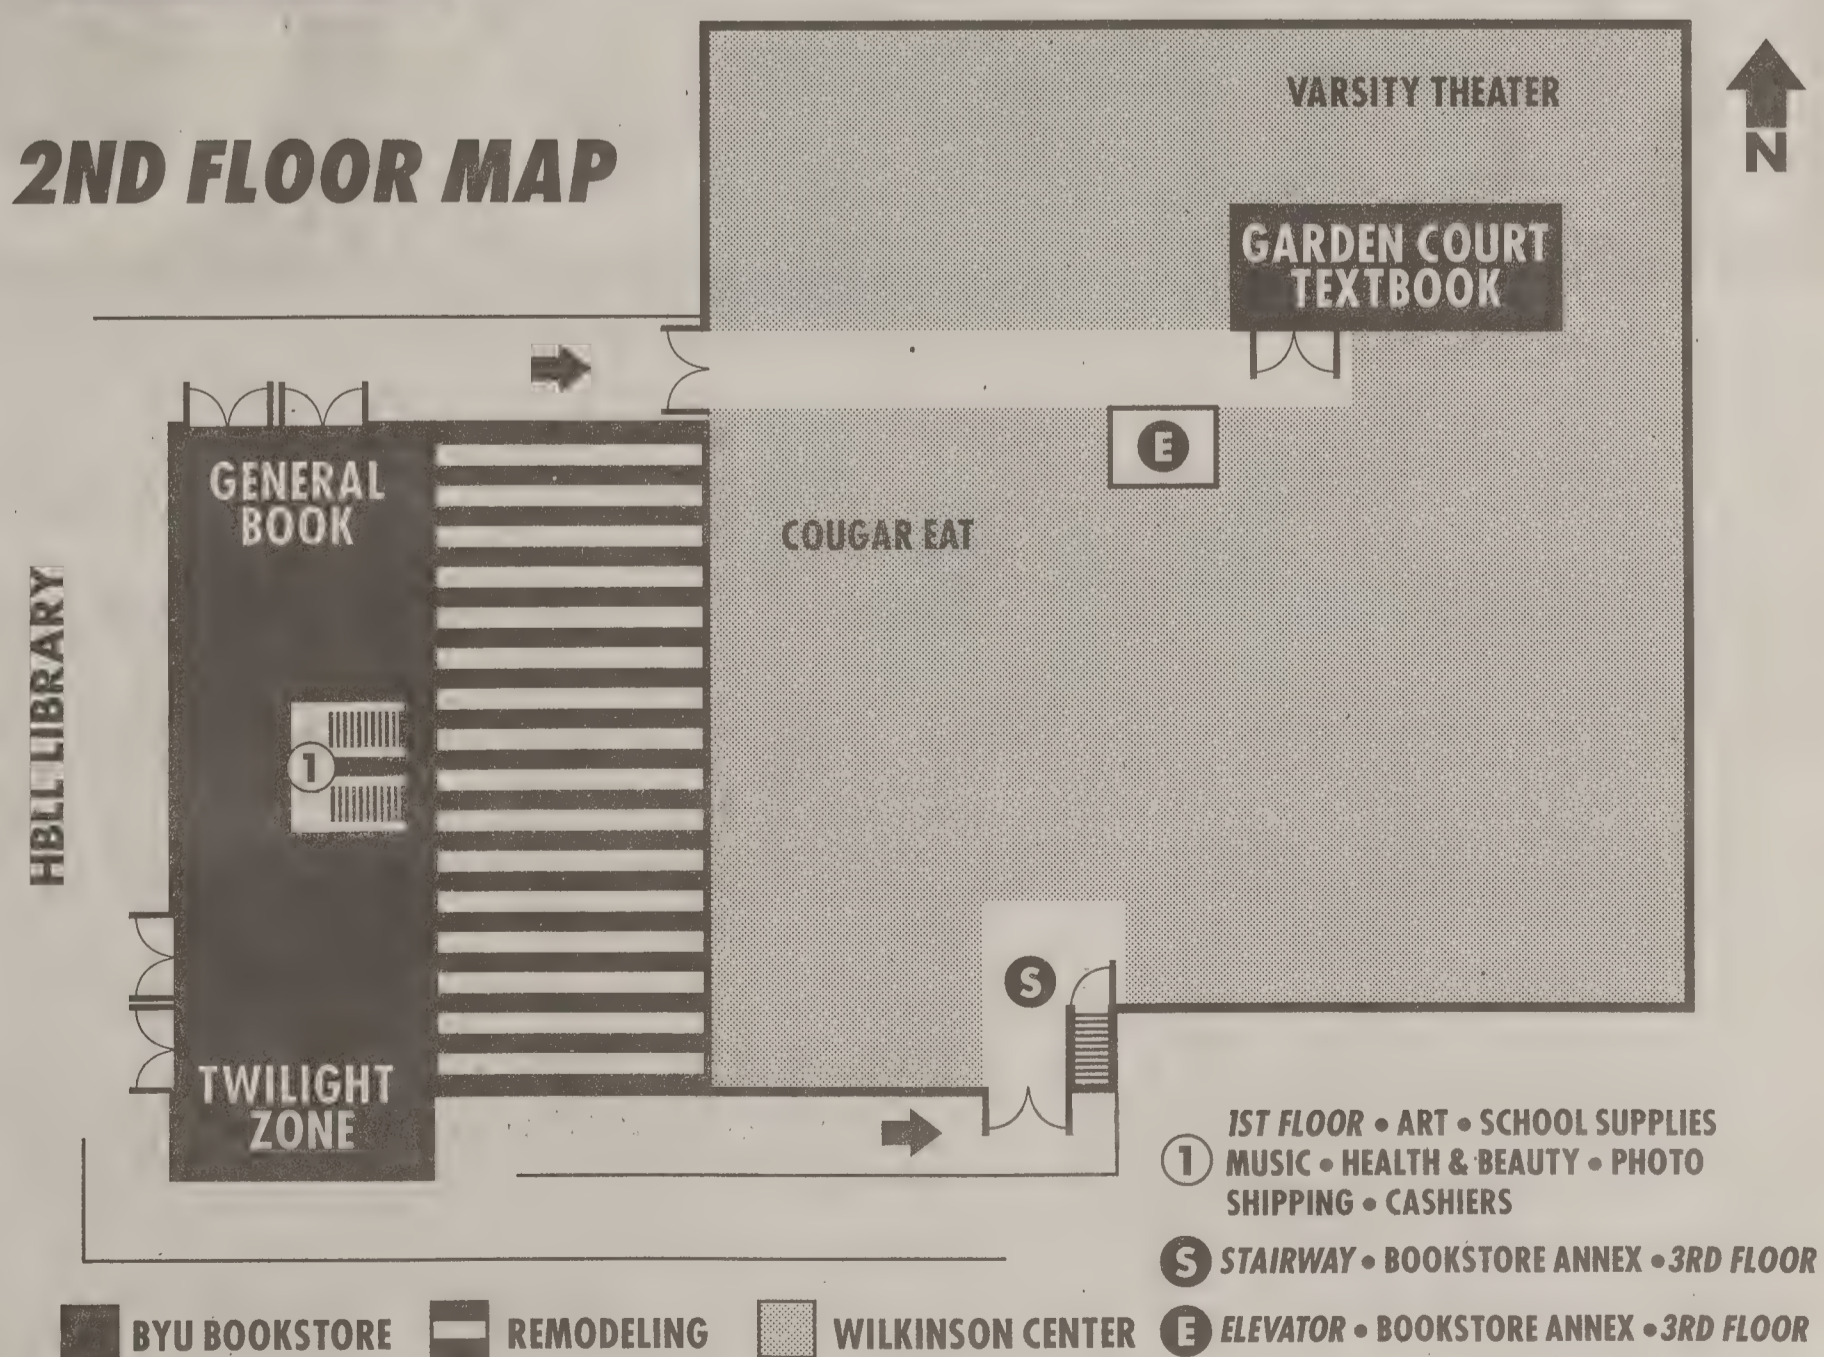 2ND FLOOR MAP
VARSITY THEATER
N
GARDEN COURT
TEXTBOOK
GENERAL
BOOK
E
COUGAR EAT
HBLL LIBRARY
1
S
TWILIGHT
ZONE
1ST FLOOR • ART • SCHOOL SUPPLIES
1 MUSIC • HEALTH & BEAUTY • PHOTO
SHIPPING • CASHIERS
S STAIRWAY • BOOKSTORE ANNEX • 3RD FLOOR
E ELEVATOR • BOOKSTORE ANNEX • 3RD FLOOR
BYU BOOKSTORE
REMODELING
WILKINSON CENTER